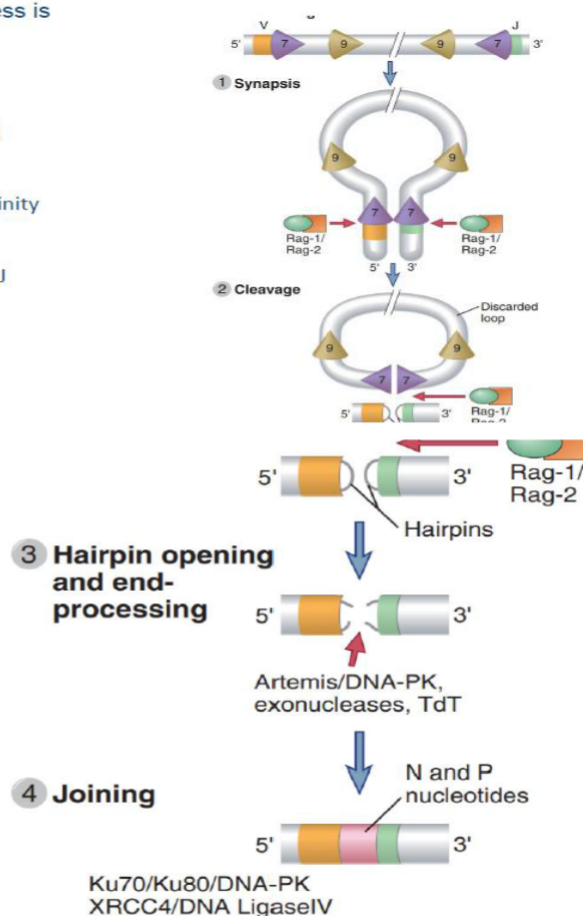 ess is
V J
5' 7 9 9 7 3'
1 Synapsis
inity
9 9
7 7
Rag-1/ Rag-1/
Rag-2 Rag-2
5' 3'
J
2 Cleavage
Discarded
loop
9 9
7 7
5' 3' Rag-1/
5' 3' Rag-1/
Rag-2
Hairpins
3 Hairpin opening
and end-
processing
5' 3'
Artemis/DNA-PK,
exonucleases, TdT
4 Joining
N and P
nucleotides
5' 3'
Ku70/Ku80/DNA-PK
XRCC4/DNA LigaseIV